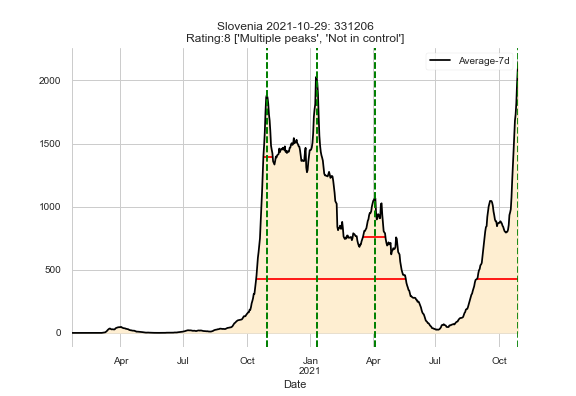 Slovenia 2021-10-29: 331206
Rating:8 ['Multiple peaks', 'Not in control']
Average-7d
2000
1500
1000
500
0
Apr
Jul
Oct
Jan
2021
Apr
Jul
Oct
Date